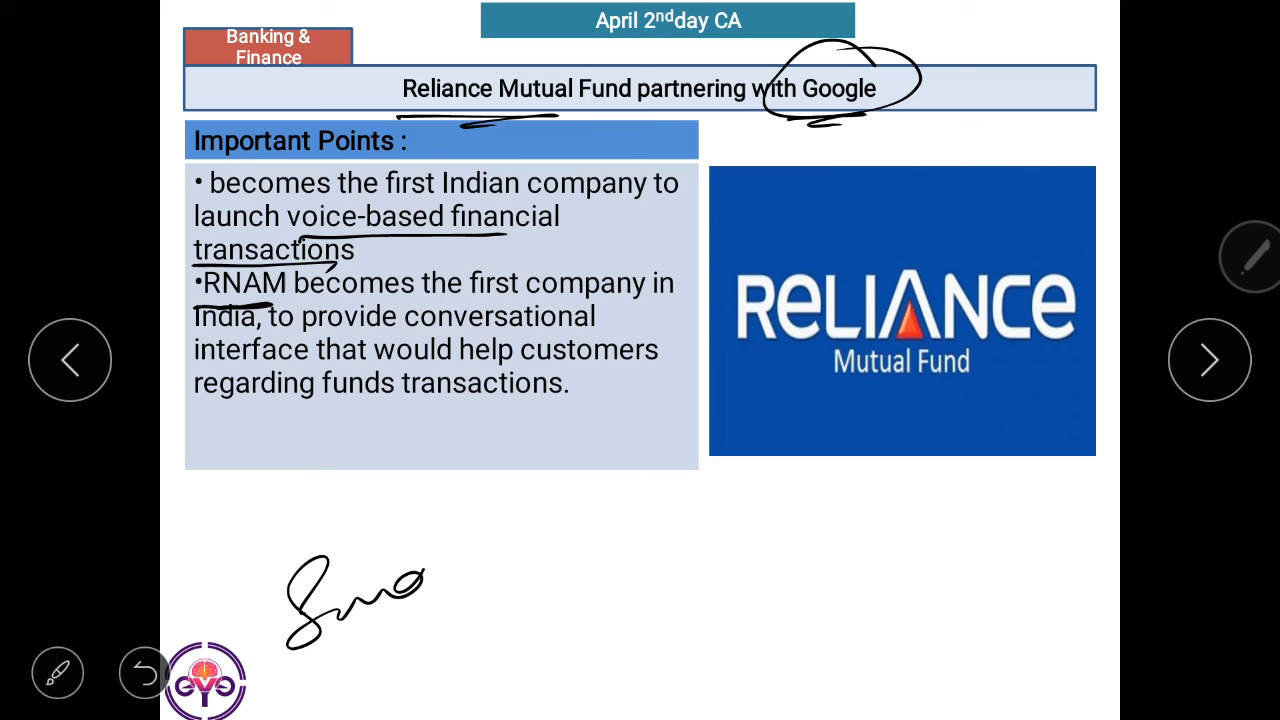 April 2nd day CA
Banking &
Finance
Reliance Mutual Fund partnering with Google
Important Points :
• becomes the first Indian company to
launch voice-based financial
transactions
•RNAM becomes the first company in
India, to provide conversational
interface that would help customers
regarding funds transactions.
ReLIANCe
Mutual Fund